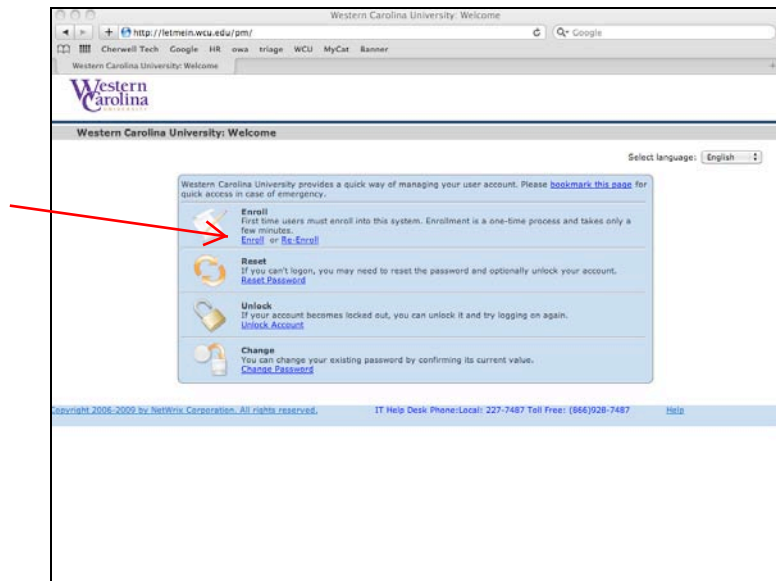 Western Carolina University: Welcome
http://letmein.wcu.edu/pm/
Google
Cherwell Tech Google HR owa triage WCU MyCat Banner
Western Carolina University: Welcome
Western
Carolina
UNIVERSITY
Western Carolina University: Welcome
Select language: English
Western Carolina University provides a quick way of managing your user account. Please bookmark this page for
quick access in case of emergency.
Enroll
First time users must enroll into this system. Enrollment is a one-time process and takes only a
few minutes.
Enroll or Re-Enroll
Reset
If you can't logon, you may need to reset the password and optionally unlock your account.
Reset Password
Unlock
If your account becomes locked out, you can unlock it and try logging on again.
Unlock Account
Change
You can change your existing password by confirming its current value.
Change Password
Copyright 2006-2009 by NetWrix Corporation. All rights reserved. IT Help Desk Phone:Local: 227-7487 Toll Free: (866)928-7487 Help